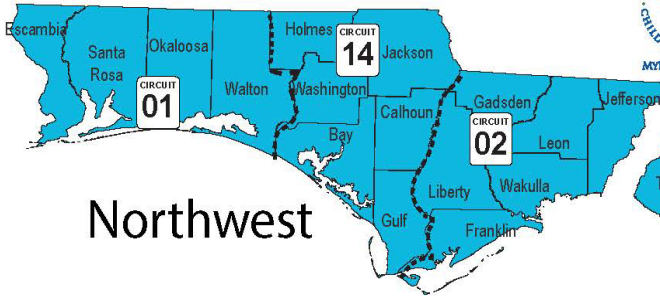 Escambia
Santa
Rosa
Okaloosa
Walton
CIRCUIT
01
Holmes
CIRCUIT
14
Jackson
Washington
Calhoun
Bay
Gulf
Gadsden
Jefferson
CIRCUIT
02
Leon
Liberty
Wakulla
Franklin
Northwest